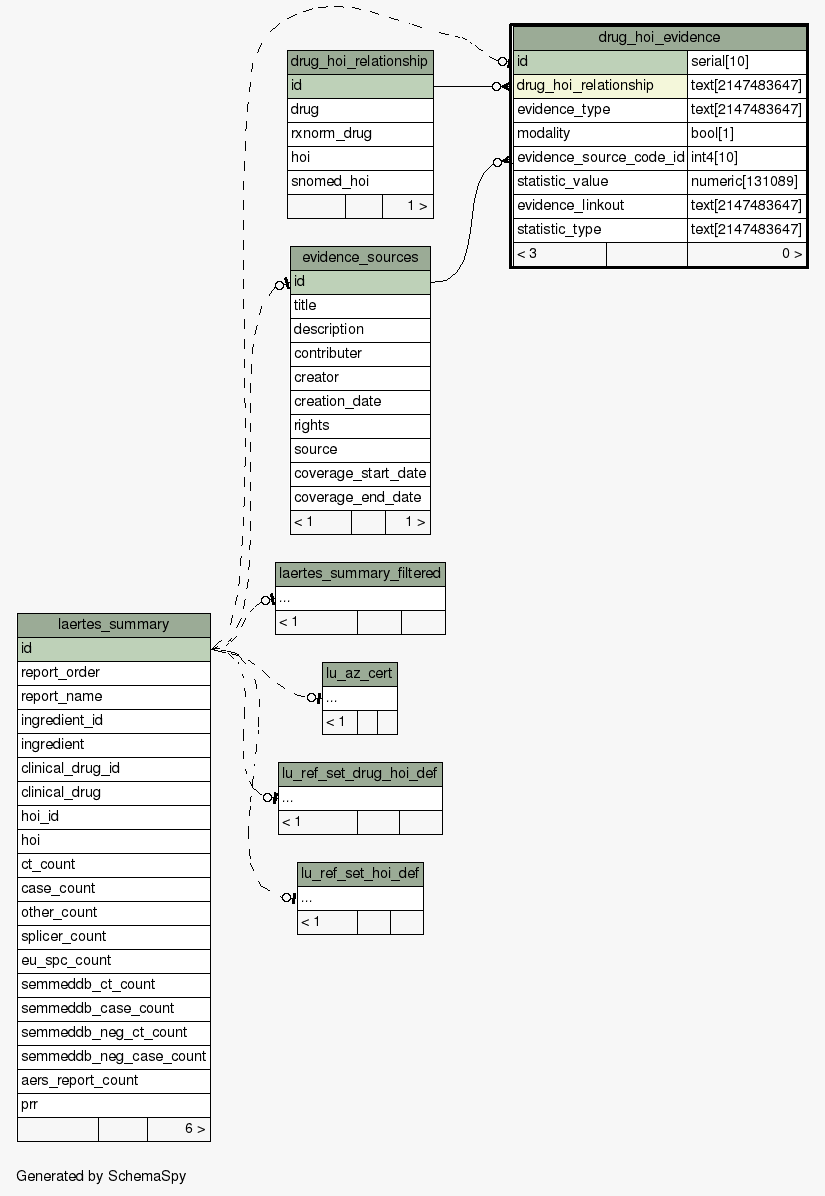 drug_hoi_evidence
id serial[10]
drug_hoi_relationship text[2147483647]
evidence_type text[2147483647]
modality bool[1]
evidence_source_code_id int4[10]
statistic_value numeric[131089]
evidence_linkout text[2147483647]
statistic_type text[2147483647]
< 3 0 >
drug_hoi_relationship
id
drug
rxnorm_drug
hoi
snomed_hoi
1 >
evidence_sources
id
title
description
contributer
creator
creation_date
rights
source
coverage_start_date
coverage_end_date
< 1 1 >
laertes_summary_filtered
...
< 1
lu_az_cert
...
< 1
lu_ref_set_drug_hoi_def
...
< 1
lu_ref_set_hoi_def
...
< 1
laertes_summary
id
report_order
report_name
ingredient_id
ingredient
clinical_drug_id
clinical_drug
hoi_id
hoi
ct_count
case_count
other_count
splicer_count
eu_spc_count
semmeddb_ct_count
semmeddb_case_count
semmeddb_neg_ct_count
semmeddb_neg_case_count
aers_report_count
prr
6 >
Generated by SchemaSpy